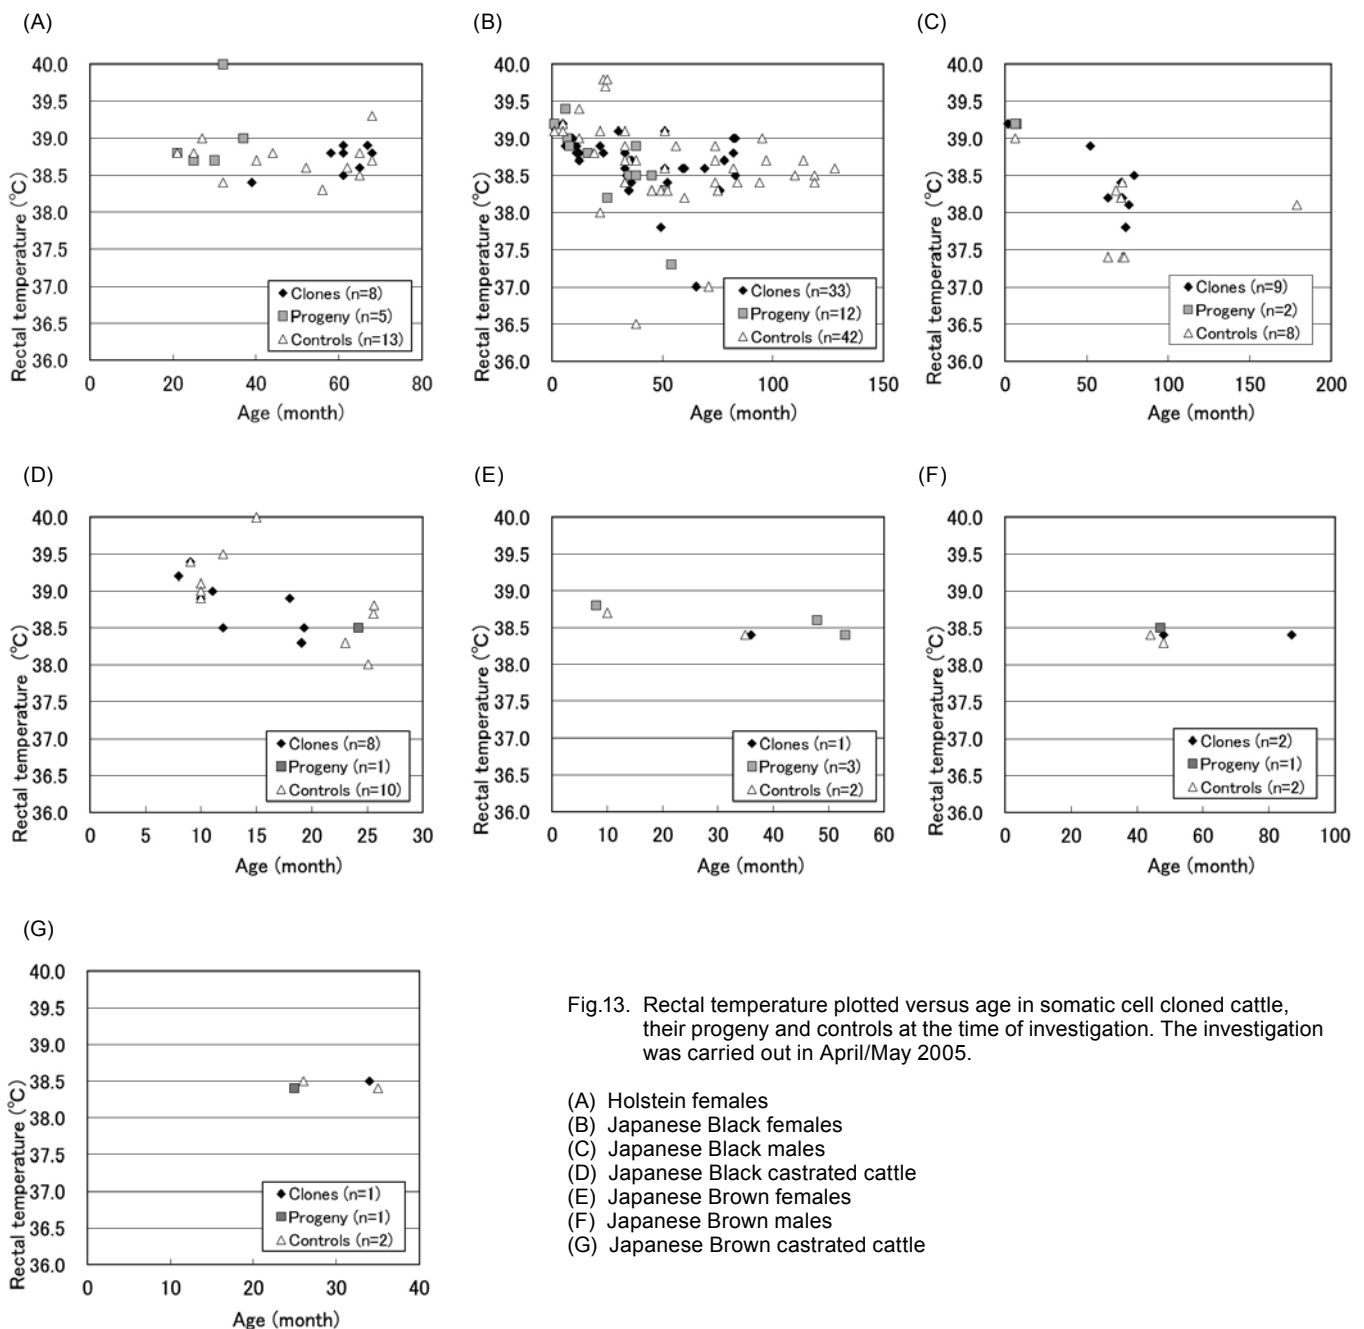 (A)
40.0
39.5
39.0
38.5
38.0
37.5
37.0
36.5
36.0
Rectal temperature (℃)
◆ Clones (n=8)
■ Progeny (n=5)
△ Controls (n=13)
0 20 40 60 80
Age (month)
(B)
40.0
39.5
39.0
38.5
38.0
37.5
37.0
36.5
36.0
Rectal temperature (℃)
◆ Clones (n=33)
■ Progeny (n=12)
△ Controls (n=42)
0 50 100 150
Age (month)
(C)
40.0
39.5
39.0
38.5
38.0
37.5
37.0
36.5
36.0
Rectal temperature (℃)
◆ Clones (n=9)
■ Progeny (n=2)
△ Controls (n=8)
0 50 100 150 200
Age (month)
(D)
40.0
39.5
39.0
38.5
38.0
37.5
37.0
36.5
36.0
Rectal temperature (℃)
◆ Clones (n=8)
■ Progeny (n=1)
△ Controls (n=10)
0 5 10 15 20 25 30
Age (month)
(E)
40.0
39.5
39.0
38.5
38.0
37.5
37.0
36.5
36.0
Rectal temperature (℃)
◆ Clones (n=1)
■ Progeny (n=3)
△ Controls (n=2)
0 10 20 30 40 50 60
Age (month)
(F)
40.0
39.5
39.0
38.5
38.0
37.5
37.0
36.5
36.0
Rectal temperature (℃)
◆ Clones (n=2)
■ Progeny (n=1)
△ Controls (n=2)
0 20 40 60 80 100
Age (month)
(G)
40.0
39.5
39.0
38.5
38.0
37.5
37.0
36.5
36.0
Rectal temperature (℃)
◆ Clones (n=1)
■ Progeny (n=1)
△ Controls (n=2)
0 10 20 30 40
Age (month)
Fig.13. Rectal temperature plotted versus age in somatic cell cloned cattle,
their progeny and controls at the time of investigation. The investigation
was carried out in April/May 2005.
(A) Holstein females
(B) Japanese Black females
(C) Japanese Black males
(D) Japanese Black castrated cattle
(E) Japanese Brown females
(F) Japanese Brown males
(G) Japanese Brown castrated cattle